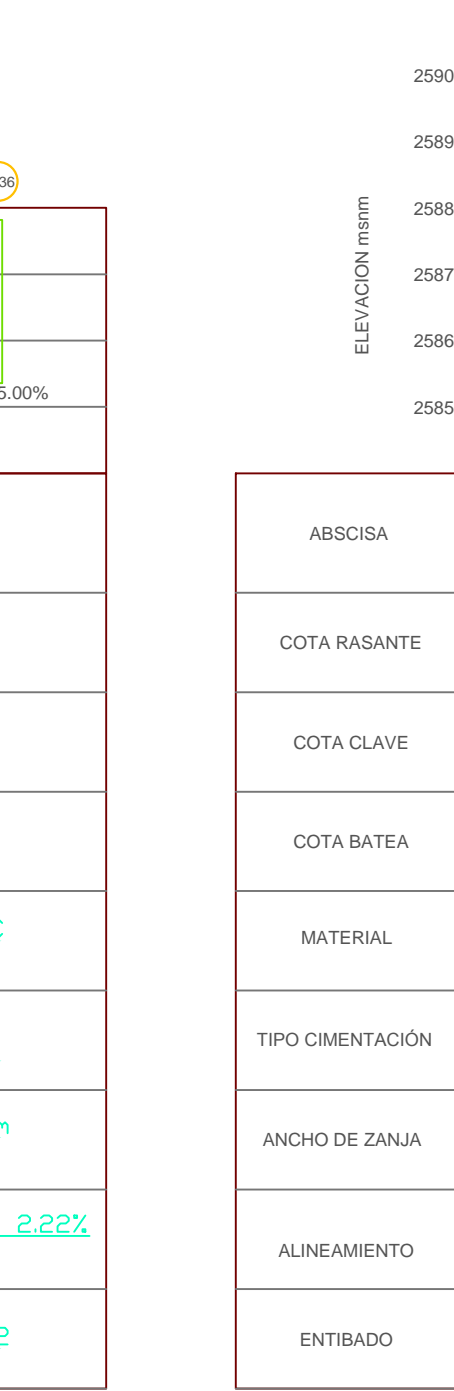 36
5.00%
2.22%
2590
2589
2588
2587
2586
2585
ELEVACION msnm
ABSCISA
COTA RASANTE
COTA CLAVE
COTA BATEA
MATERIAL
TIPO CIMENTACIÓN
ANCHO DE ZANJA
ALINEAMIENTO
ENTIBADO